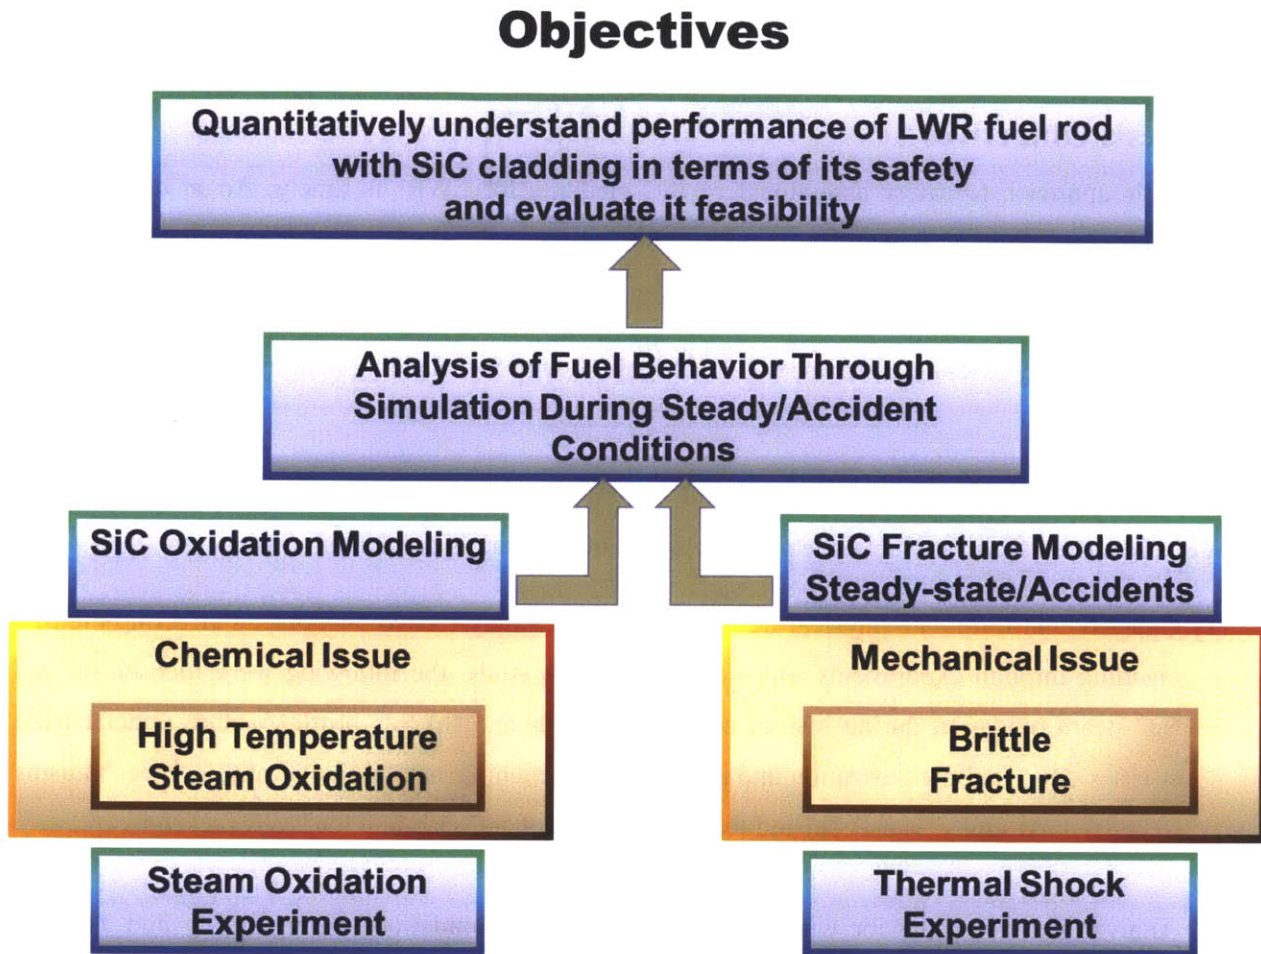 Objectives
Quantitatively understand performance of LWR fuel rod
with SiC cladding in terms of its safety
and evaluate it feasibility
Analysis of Fuel Behavior Through
Simulation During Steady/Accident
Conditions
SiC Oxidation Modeling
SiC Fracture Modeling
Steady-state/Accidents
Chemical Issue
High Temperature
Steam Oxidation
Mechanical Issue
Brittle
Fracture
Steam Oxidation
Experiment
Thermal Shock
Experiment